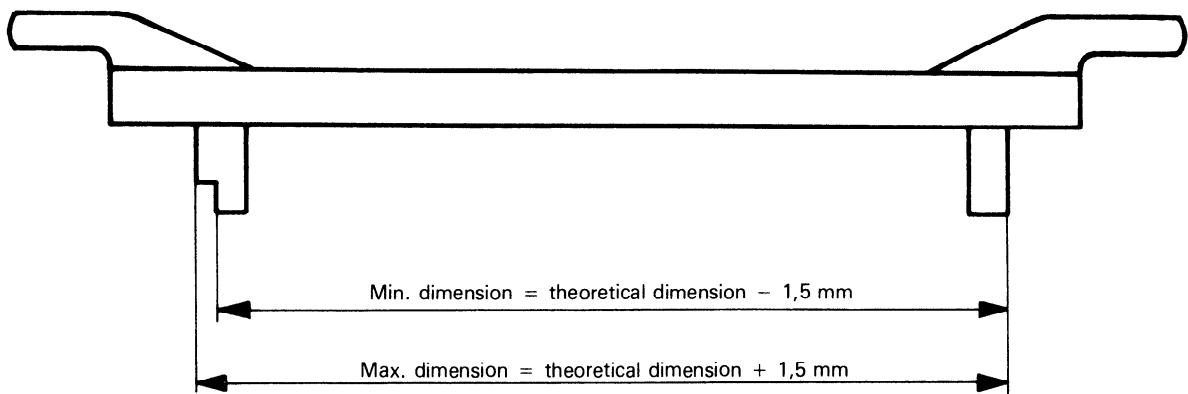 Min. dimension = theoretical dimension − 1,5 mm
Max. dimension = theoretical dimension + 1,5 mm